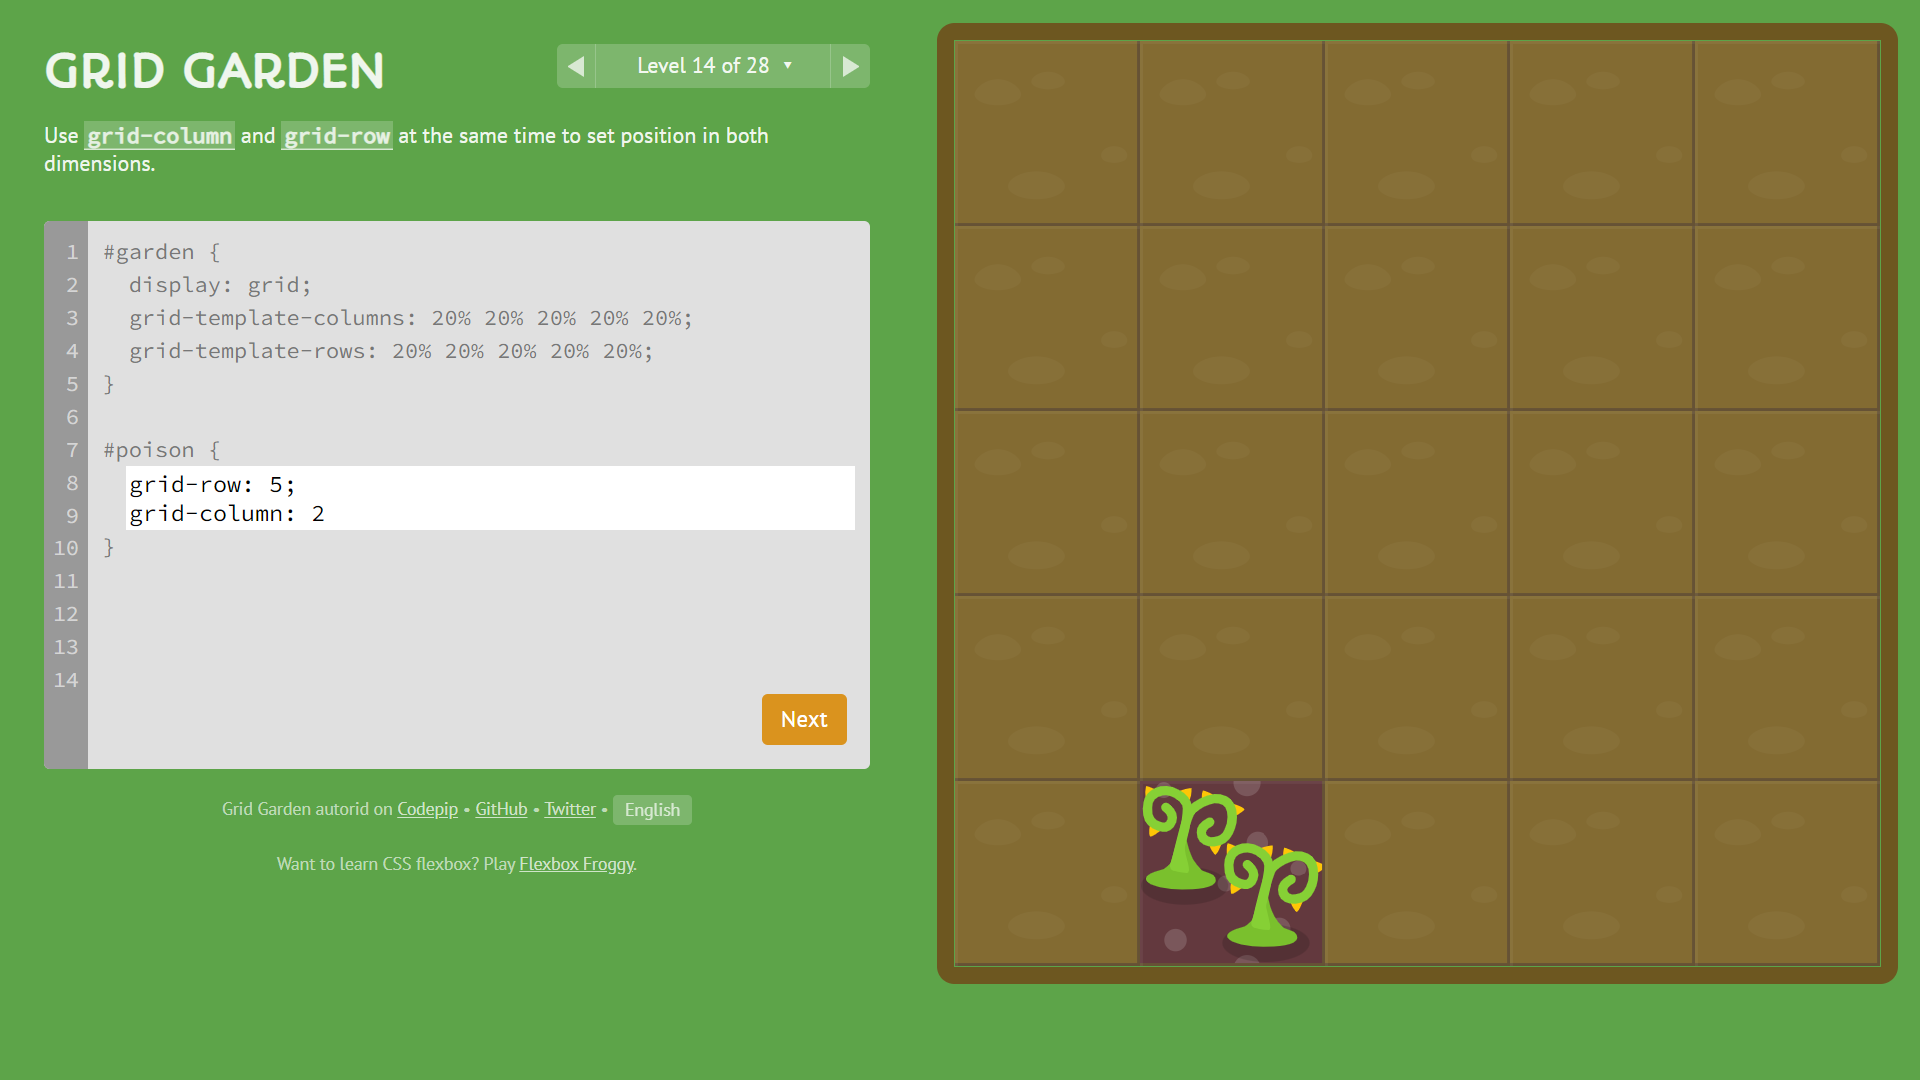 GRID GARDEN
Level 14 of 28 ▼
Use grid-column and grid-row at the same time to set position in both
dimensions.
1 #garden {
2 display: grid;
3 grid-template-columns: 20% 20% 20% 20% 20%;
4 grid-template-rows: 20% 20% 20% 20% 20%;
5 }
6
7 #poison {
8 grid-row: 5;
9 grid-column: 2
10 }
11
12
13
14
Next
Grid Garden autorid on Codepip • GitHub • Twitter • English
Want to learn CSS flexbox? Play Flexbox Froggy.